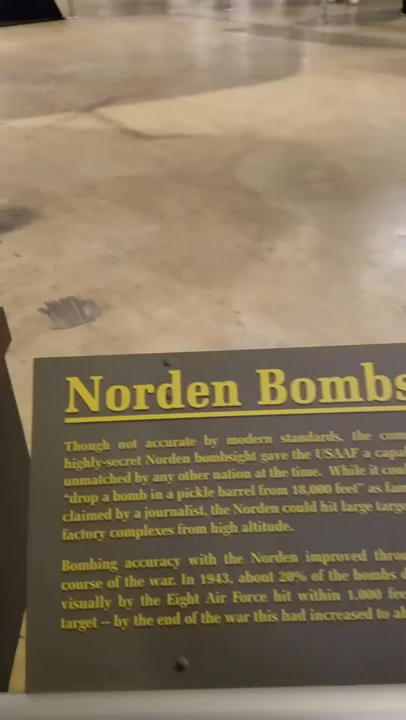 Norden Bombs
Though not accurate by modern standards, the com
highly-secret Norden bombsight gave the USAAF a capa
unmatched by any other nation at the time. While it coul
"drop a bomb in a pickle barrel from 18,000 feet" as fam
claimed by a journalist, the Norden could hit large targe
factory complexes from high altitude.
Bombing accuracy with the Norden improved throu
course of the war. In 1943, about 20% of the bombs d
visually by the Eight Air Force hit within 1,000 fee
target -- by the end of the war this had increased to ab